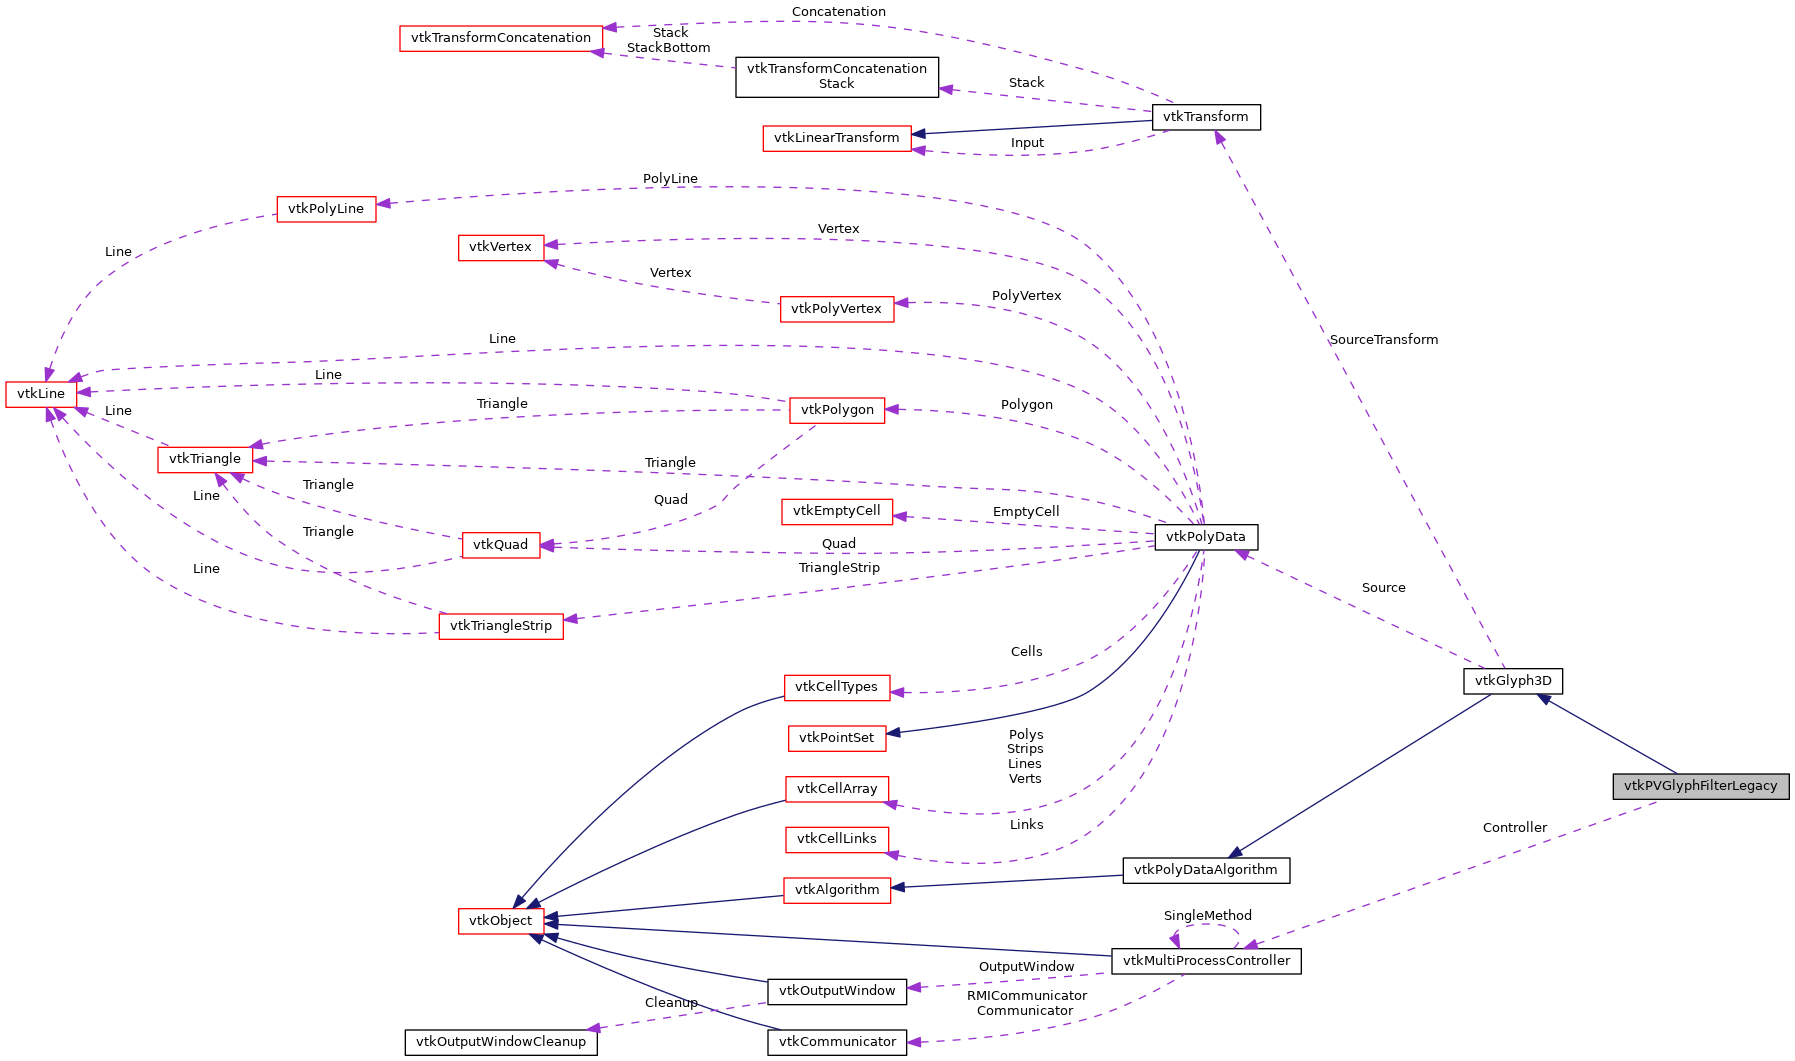 Concatenation
vtkTransformConcatenation
Stack
StackBottom
vtkTransformConcatenation
Stack
Stack
vtkTransform
vtkLinearTransform
Input
PolyLine
vtkPolyLine
Vertex
vtkVertex
Line
Vertex
PolyVertex
vtkPolyVertex
Line
SourceTransform
Line
vtkLine
Triangle
Polygon
vtkPolygon
Line
vtkTriangle
Triangle
Triangle
Line
Quad
vtkEmptyCell
EmptyCell
Triangle
vtkQuad
Quad
vtkPolyData
Line
TriangleStrip
Source
vtkTriangleStrip
Cells
vtkCellTypes
vtkGlyph3D
vtkPointSet
Polys
Strips
Lines
Verts
vtkCellArray
vtkPVGlyphFilterLegacy
Links
Controller
vtkCellLinks
vtkPolyDataAlgorithm
vtkAlgorithm
vtkObject
SingleMethod
vtkMultiProcessController
OutputWindow
vtkOutputWindow
Cleanup
RMICommunicator
Communicator
vtkOutputWindowCleanup
vtkCommunicator